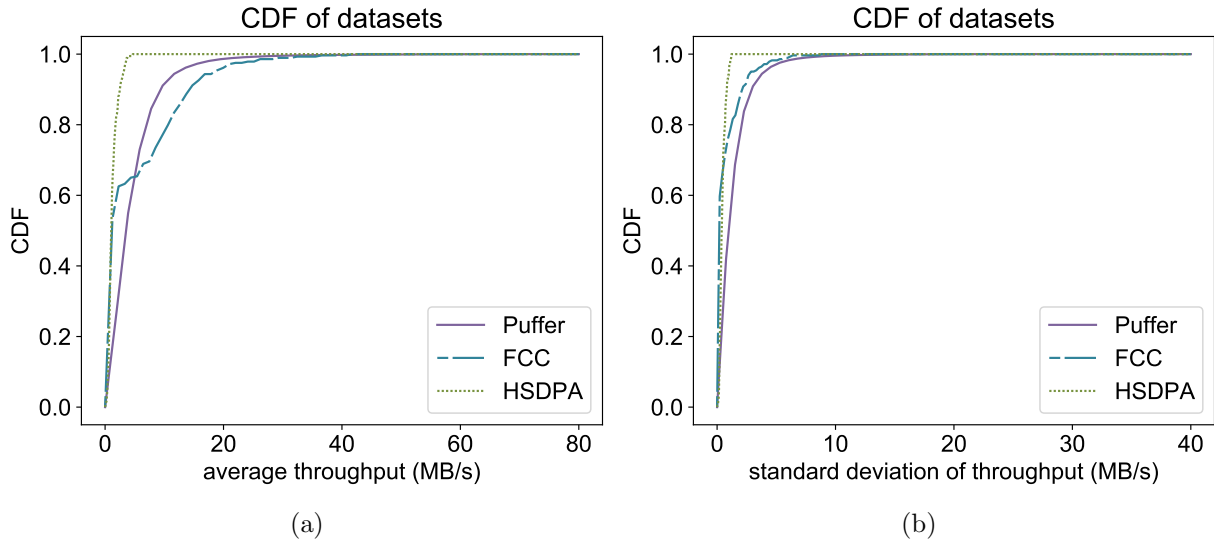 CDF of datasets
1.0
0.8
0.6
0.4
0.2
0.0
CDF
Puffer
FCC
HSDPA
0 20 40 60 80
average throughput (MB/s)
(a)
CDF of datasets
1.0
0.8
0.6
0.4
0.2
0.0
CDF
Puffer
FCC
HSDPA
0 10 20 30 40
standard deviation of throughput (MB/s)
(b)